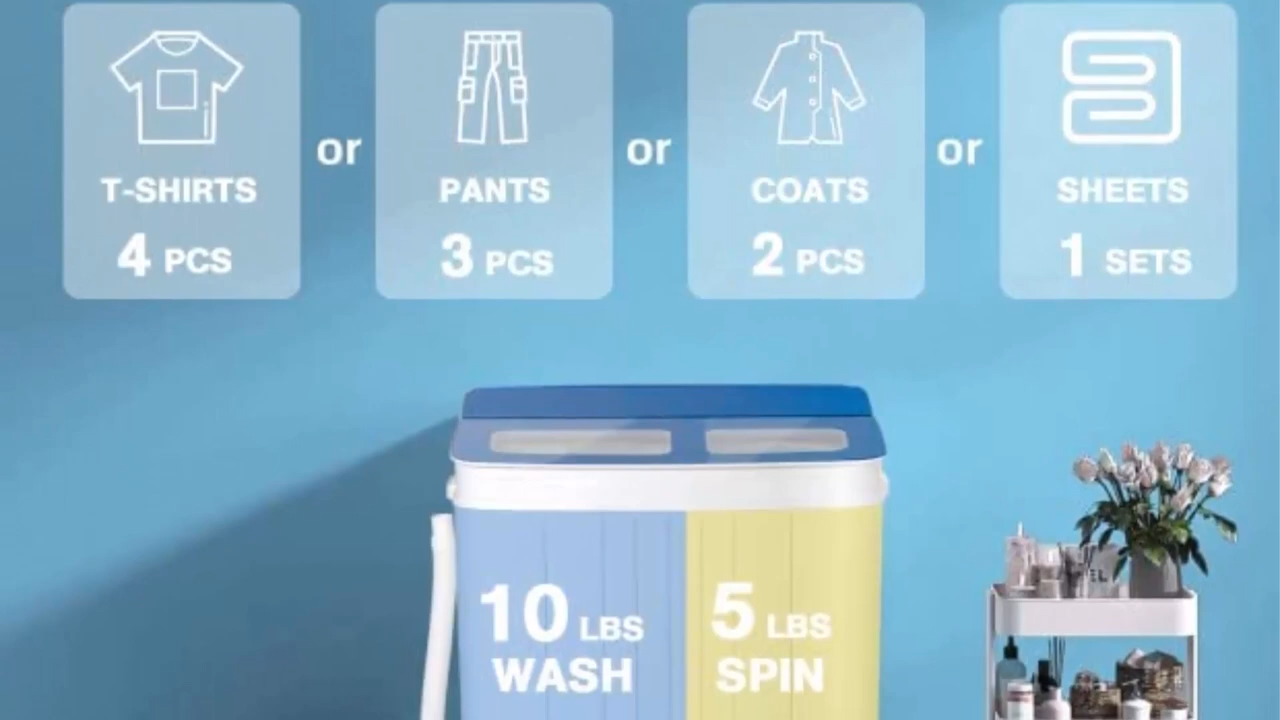 T-SHIRTS
4 PCS
or
PANTS
3 PCS
or
COATS
2 PCS
or
SHEETS
1 SETS
10 LBS
WASH
5 LBS
SPIN